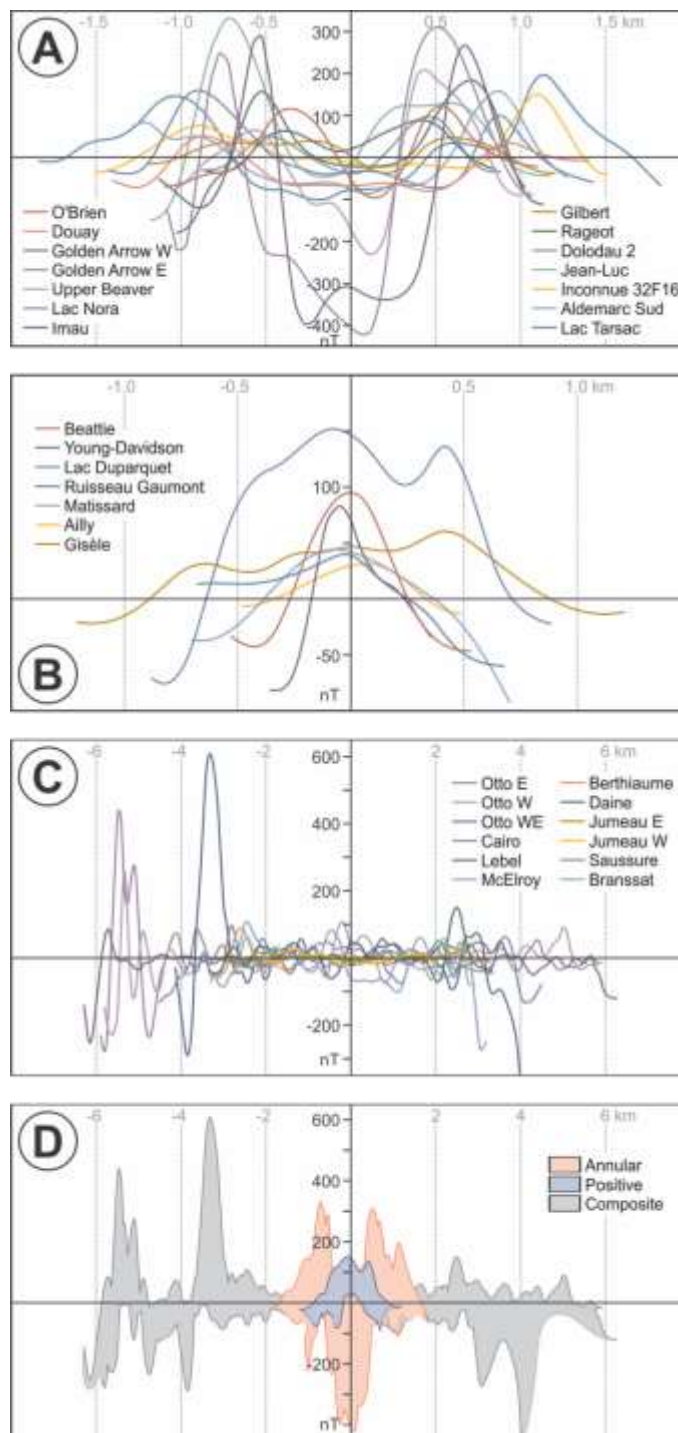 A
-1.5 -1.0 -0.5 0.5 1.0 1.5 km
300
200
100
-200
-300
-400
nT
O'Brien
Douay
Golden Arrow W
Golden Arrow E
Upper Beaver
Lac Nora
Imau
Gilbert
Rageot
Dolodau 2
Jean-Luc
Inconnue 32F16
Aldemarc Sud
Lac Tarsac
-1.0 -0.5 0.5 1.0 km
Beattie
Young-Davidson
Lac Duparquet
Ruisseau Gaumont
Matissard
Ailly
Gisèle
100
-50
nT
B
C
-6 -4 -2 2 4 6 km
600
400
200
-200
nT
Otto E
Otto W
Otto WE
Cairo
Lebel
McElroy
Berthiaume
Daine
Jumeau E
Jumeau W
Saussure
Branssat
D
-6 -4 -2 2 4 6 km
600
400
200
-200
nT
Annular
Positive
Composite